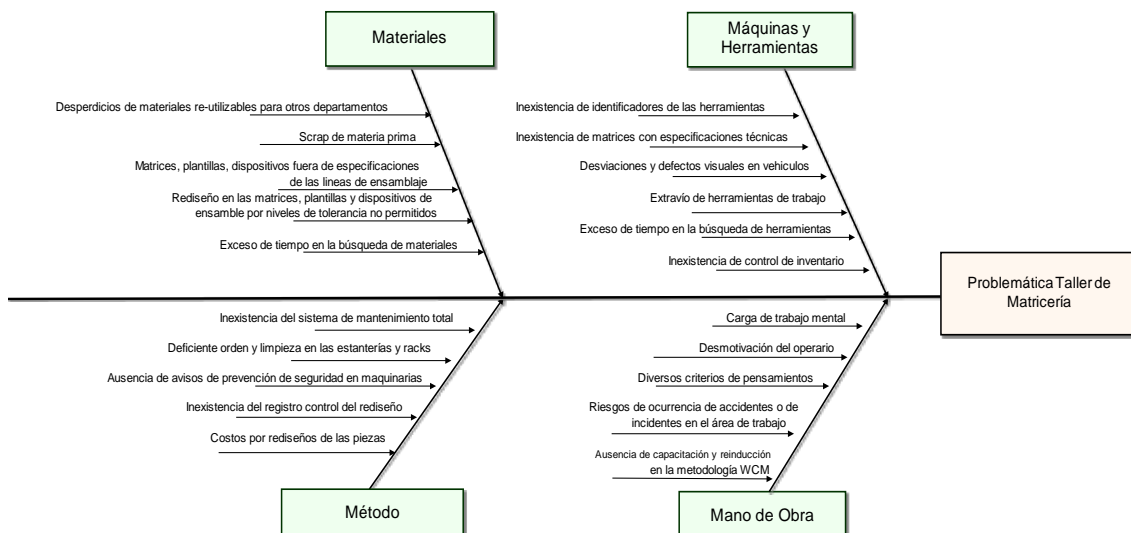 Materiales
Máquinas y
Herramientas
Desperdicios de materiales re-utilizables para otros departamentos
Scrap de materia prima
Matrices, plantillas, dispositivos fuera de especificaciones
de las lineas de ensamblaje
Rediseño en las matrices, plantillas y dispositivos de
ensamble por niveles de tolerancia no permitidos
Exceso de tiempo en la búsqueda de materiales
Inexistencia de identificadores de las herramientas
Inexistencia de matrices con especificaciones técnicas
Desviaciones y defectos visuales en vehiculos
Extravío de herramientas de trabajo
Exceso de tiempo en la búsqueda de herramientas
Inexistencia de control de inventario
Problemática Taller de
Matricería
Inexistencia del sistema de mantenimiento total
Deficiente orden y limpieza en las estanterías y racks
Ausencia de avisos de prevención de seguridad en maquinarias
Inexistencia del registro control del rediseño
Costos por rediseños de las piezas
Carga de trabajo mental
Desmotivación del operario
Diversos criterios de pensamientos
Riesgos de ocurrencia de accidentes o de
incidentes en el área de trabajo
Ausencia de capacitación y reinducción
en la metodología WCM
Método
Mano de Obra